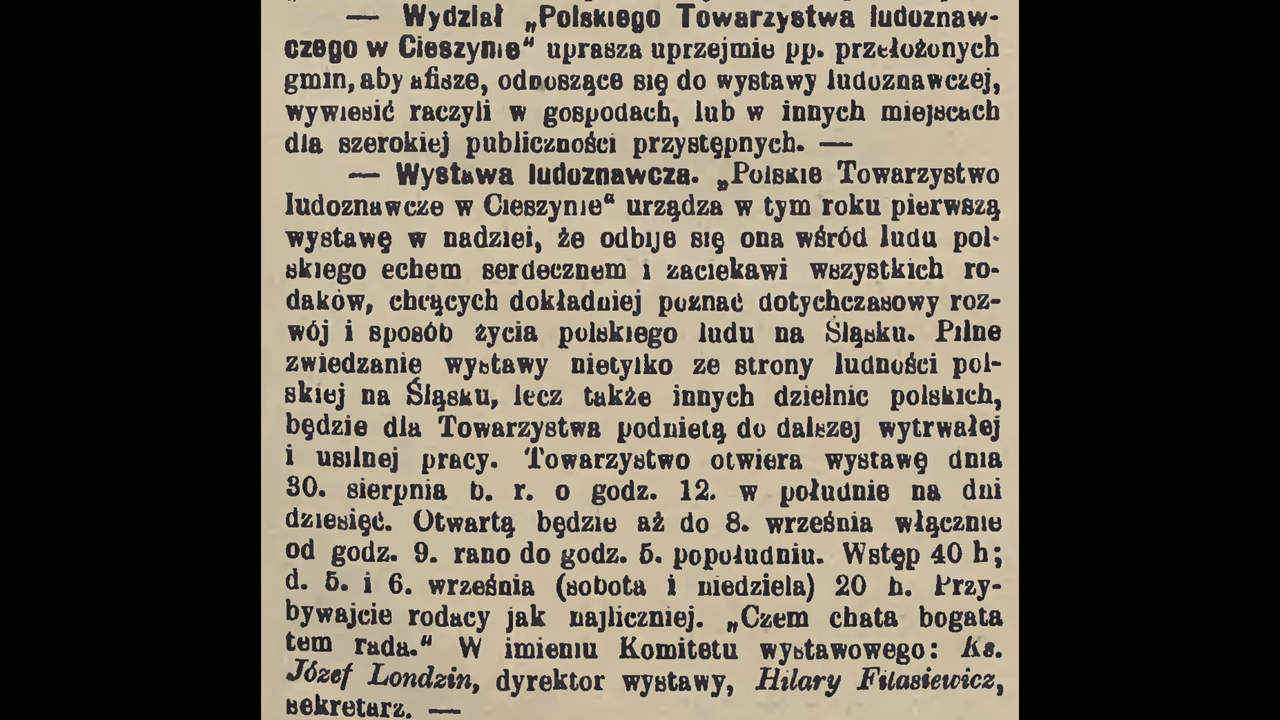 — Wydział „Polskiego Towarzystwa ludoznaw-
czego w Cieszynie“ uprasza uprzejmie pp. przełożonych
gmin, aby afisze, odnoszące się do wystawy ludoznawczej,
wywiesić raczyli w gospodach, lub w innych miejscach
dla szerokiej publiczności przystępnych. —
— Wystawa ludoznawcza. „Polskie Towarzystwo
ludoznawcze w Cieszynie“ urządza w tym roku pierwszą
wystawę w nadziei, że odbije się ona wśród ludu pol-
skiego echem serdecznem i zaciekawi wszystkich ro-
daków, chcących dokładniej poznać dotychczasowy roz-
wój i sposób życia polskiego ludu na Śląsku. Pilne
zwiedzanie wystawy nietylko ze strony ludności pol-
skiej na Śląsku, lecz także innych dzielnic polskich,
będzie dla Towarzystwa podnietą do dalszej wytrwałej
i usilnej pracy. Towarzystwo otwiera wystawę dnia
30. sierpnia b. r. o godz. 12. w południe na dni
dziesięć. Otwartą będzie aż do 8. września włącznie
od godz. 9. rano do godz. 5. popołudniu. Wstęp 40 h;
d. 5. i 6. września (sobota i niedziela) 20 h. Przy-
bywajcie rodacy jak najliczniej. „Czem chata bogata
tem rada.“ W imieniu Komitetu wystawowego: Ks.
Józef Londzin, dyrektor wystawy, Hilary Filasiewicz,
sekretarz. —